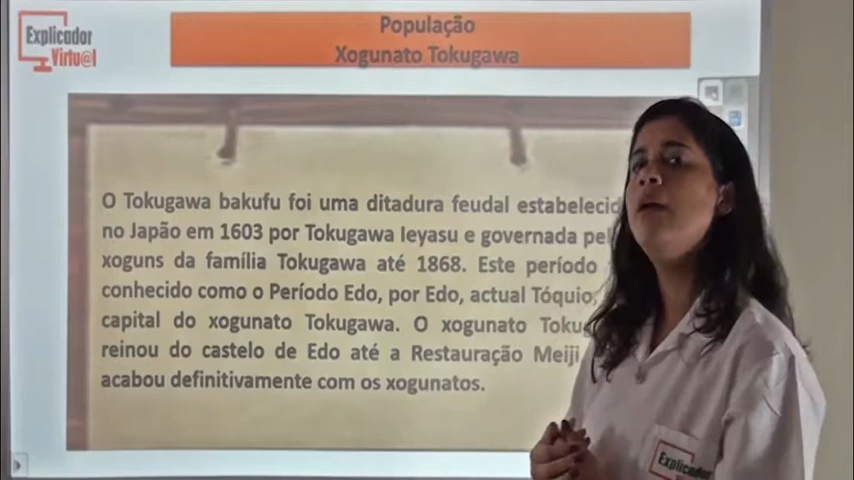 Explicador
Virtu@l
População
Xogunato Tokugawa
O Tokugawa bakufu foi uma ditadura feudal estabelecid
no Japão em 1603 por Tokugawa Ieyasu e governada pel
xoguns da família Tokugawa até 1868. Este período
conhecido como o Período Edo, por Edo, actual Tóquio,
capital do xogunato Tokugawa. O xogunato Tokug
reinou do castelo de Edo até a Restauração Meiji
acabou definitivamente com os xogunatos.
Explicador